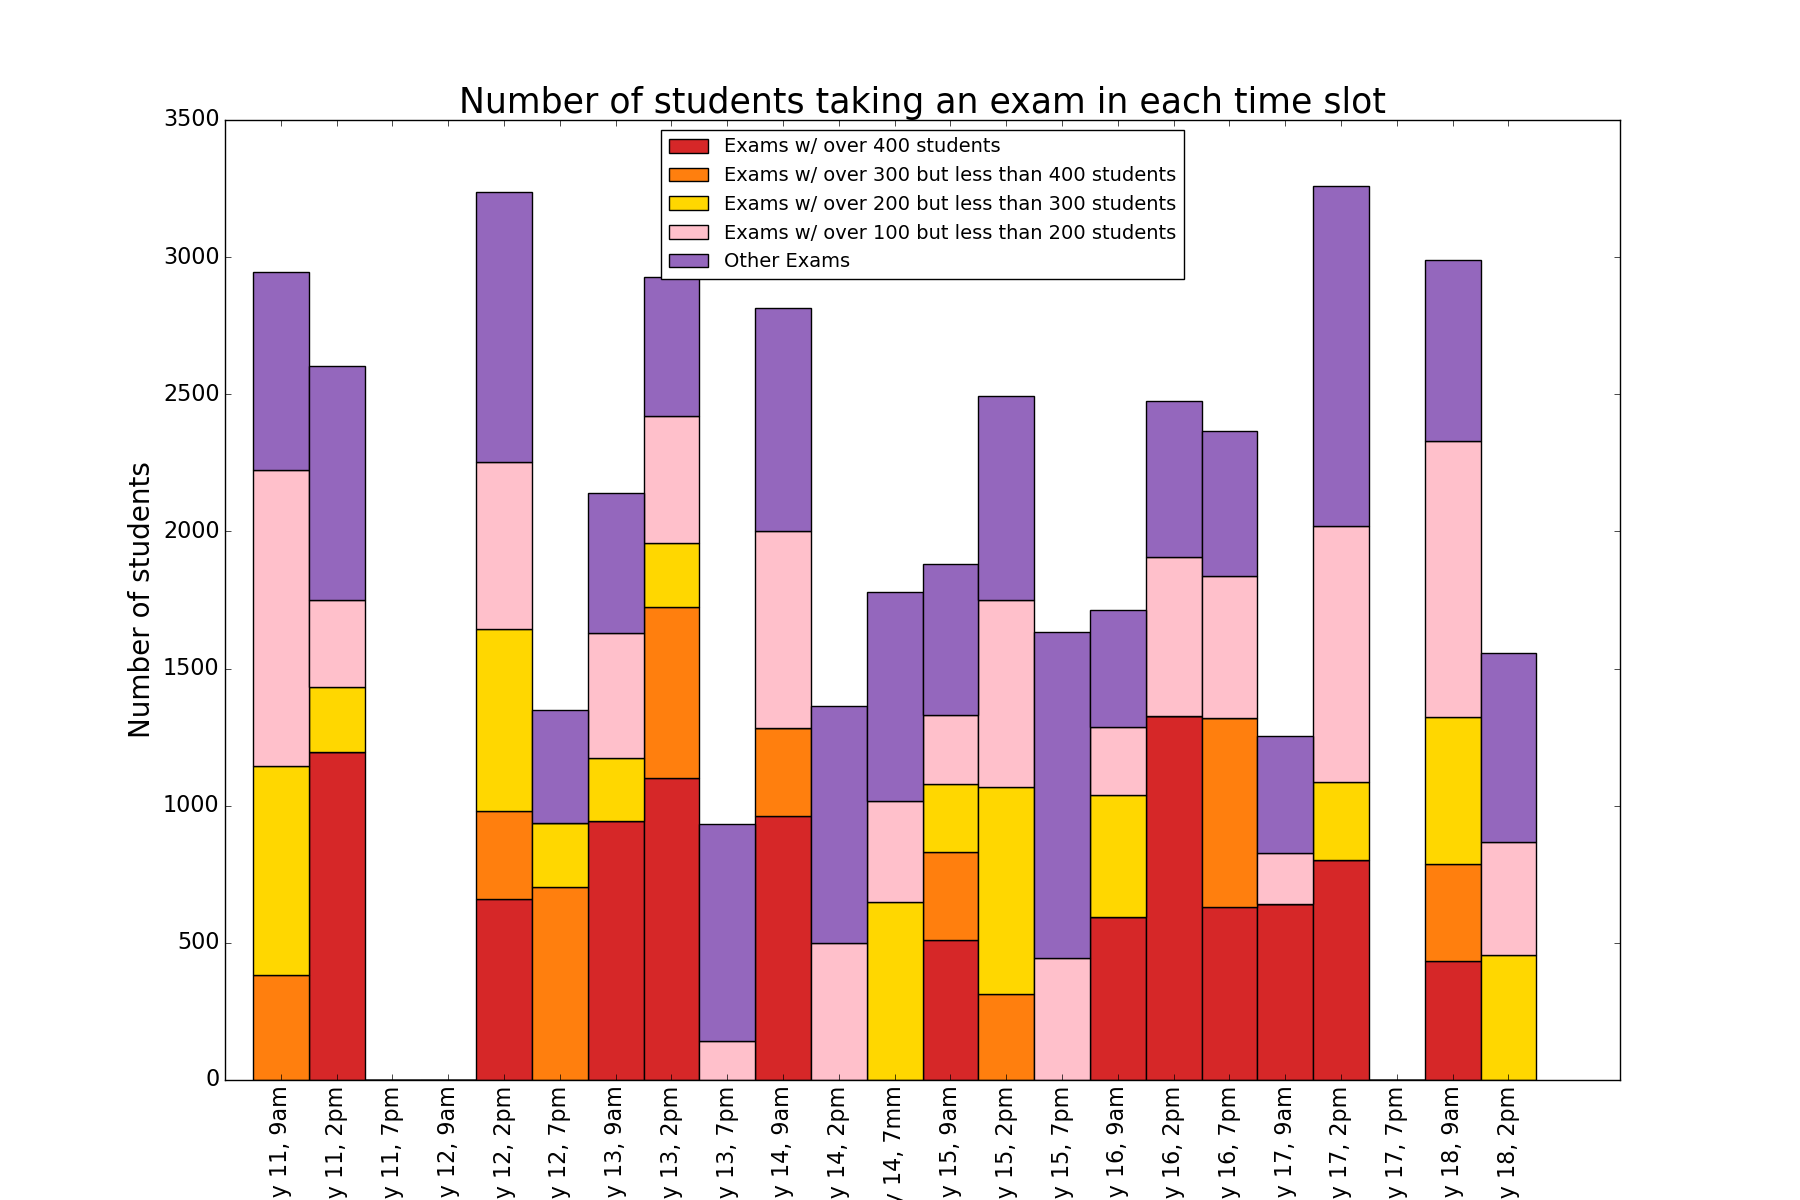 Number of students taking an exam in each time slot
Exams w/ over 400 students
Exams w/ over 300 but less than 400 students
Exams w/ over 200 but less than 300 students
Exams w/ over 100 but less than 200 students
Other Exams
Number of students
3500
3000
2500
2000
1500
1000
500
0
y 11, 9am
y 11, 2pm
y 11, 7pm
y 12, 9am
y 12, 2pm
y 12, 7pm
y 13, 9am
y 13, 2pm
y 13, 7pm
y 14, 9am
y 14, 2pm
y 14, 7mm
y 15, 9am
y 15, 2pm
y 15, 7pm
y 16, 9am
y 16, 2pm
y 16, 7pm
y 17, 9am
y 17, 2pm
y 17, 7pm
y 18, 9am
y 18, 2pm